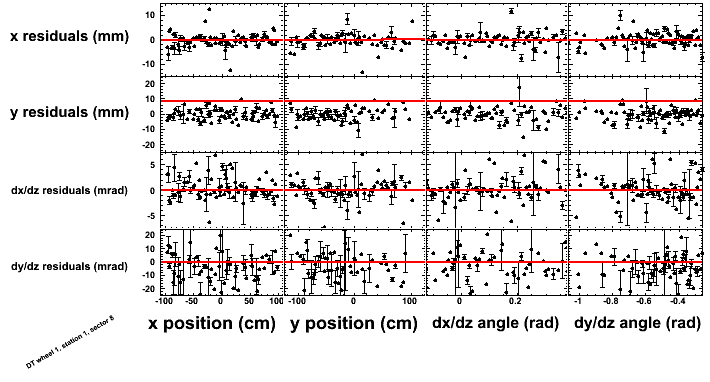 x residuals (mm)
10
0
-10
y residuals (mm)
20
10
0
-10
-20
dx/dz residuals (mrad)
5
0
-5
dy/dz residuals (mrad)
20
10
0
-10
-20
-100 -50 0 50 100 -100 0 100 0 0.2 -1 -0.8 -0.6 -0.4
x position (cm) y position (cm) dx/dz angle (rad) dy/dz angle (rad)
DT wheel 1, station 1, sector 8